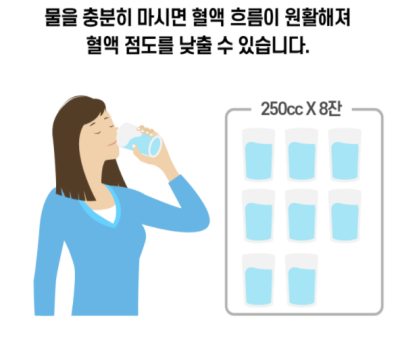 물을 충분히 마시면 혈액 흐름이 원활해져
혈액 점도를 낮출 수 있습니다.
250cc X 8잔